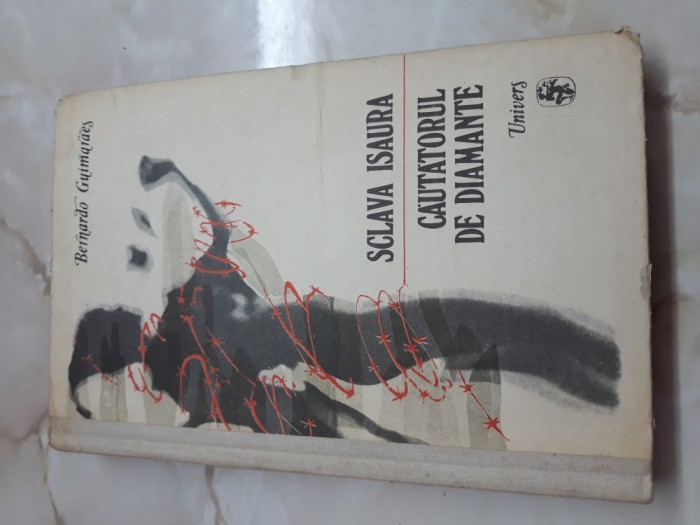 Bernardo Guimarães
SCLAVA ISAURA
CAUTATORUL
DE DIAMANTE
Univers